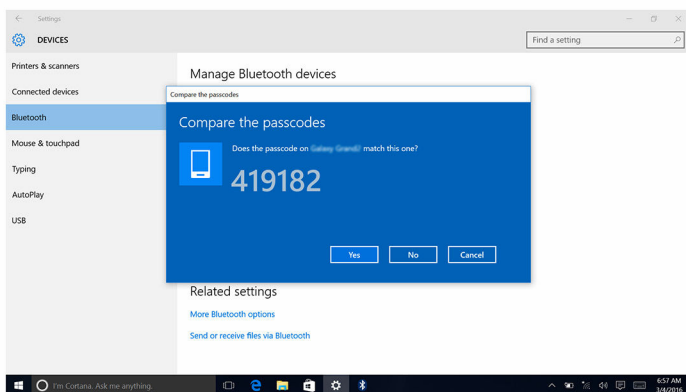 Settings
DEVICES
Find a setting
Printers & scanners
Connected devices
Bluetooth
Mouse & touchpad
Typing
AutoPlay
USB
Manage Bluetooth devices
Compare the passcodes
Compare the passcodes
Does the passcode on Galaxy Grand2 match this one?
419182
Yes No Cancel
Related settings
More Bluetooth options
Send or receive files via Bluetooth
I'm Cortana. Ask me anything.
6:57 AM
3/4/2016